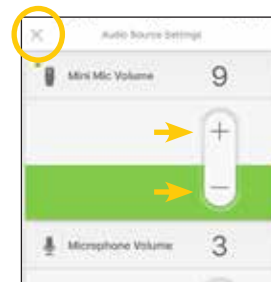 × Audio Source Settings
Mini Mic Volume 9
+
−
Microphone Volume 3